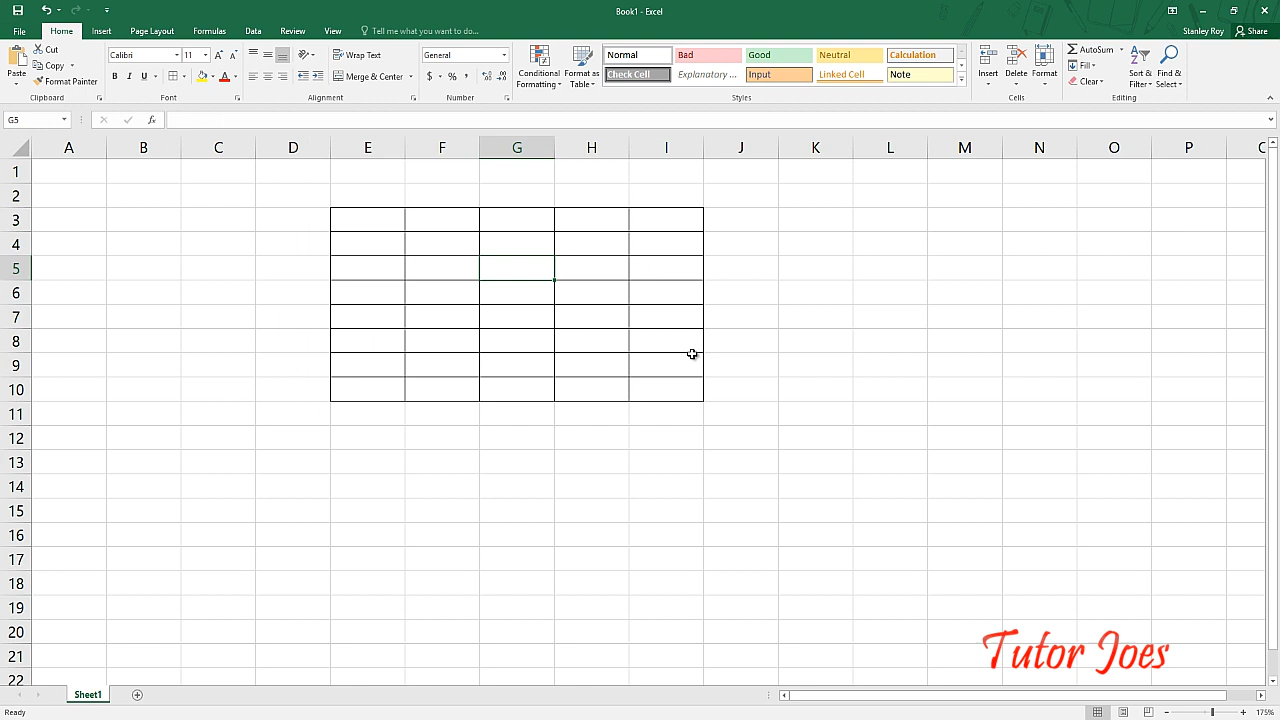 Book1 - Excel
File Home Insert Page Layout Formulas Data Review View Tell me what you want to do... Stanley Roy Share
Paste Cut Copy Format Painter Clipboard
Calibri 11 B I U A A A Font
Wrap Text Merge & Center Alignment
General $ % , Number
Conditional Formatting Format as Table Normal Bad Good Neutral Calculation
Check Cell Explanatory ... Input Linked Cell Note Styles
Insert Delete Format Cells
AutoSum Fill Clear Sort & Filter Find & Select Editing
G5 fx
A B C D E F G H I J K L M N O P
1
2
3
4
5
6
7
8
9
10
11
12
13
14
15
16
17
18
19
20
21
22
Tutor Joes
Sheet1
Ready 175%